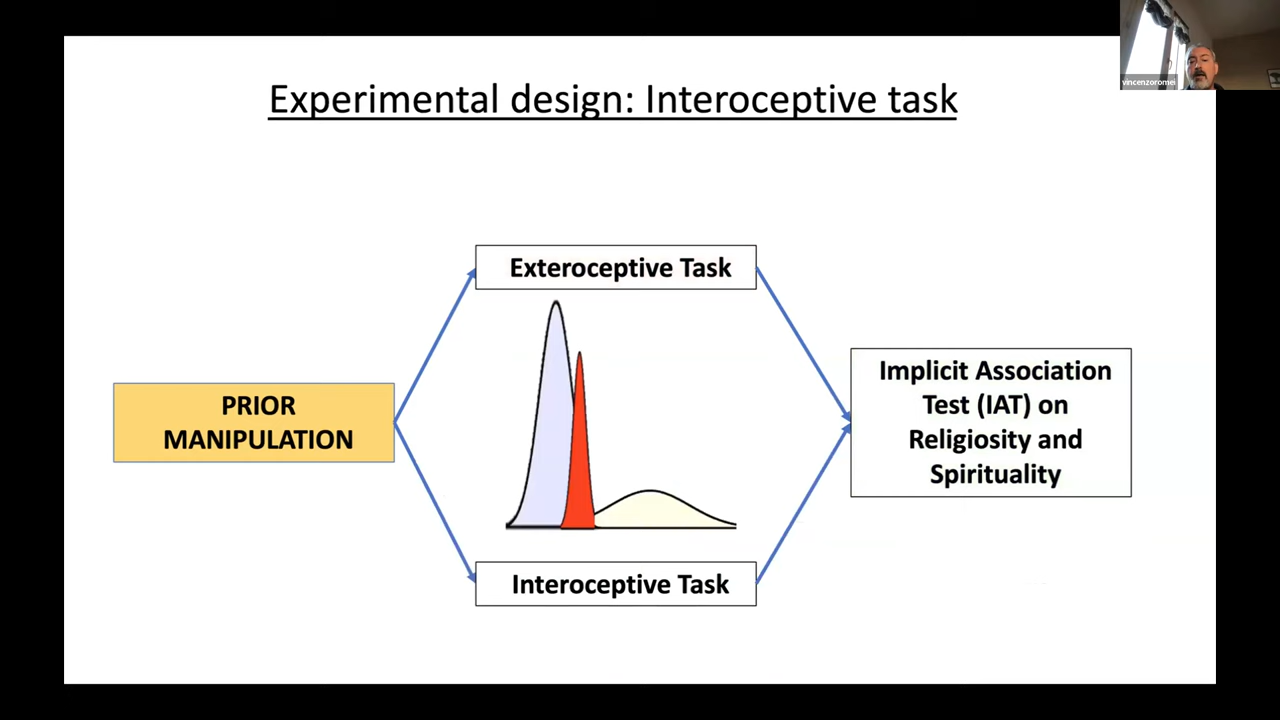 Experimental design: Interoceptive task
vincenzoromei
Exteroceptive Task
PRIOR
MANIPULATION
Implicit Association
Test (IAT) on
Religiosity and
Spirituality
Interoceptive Task